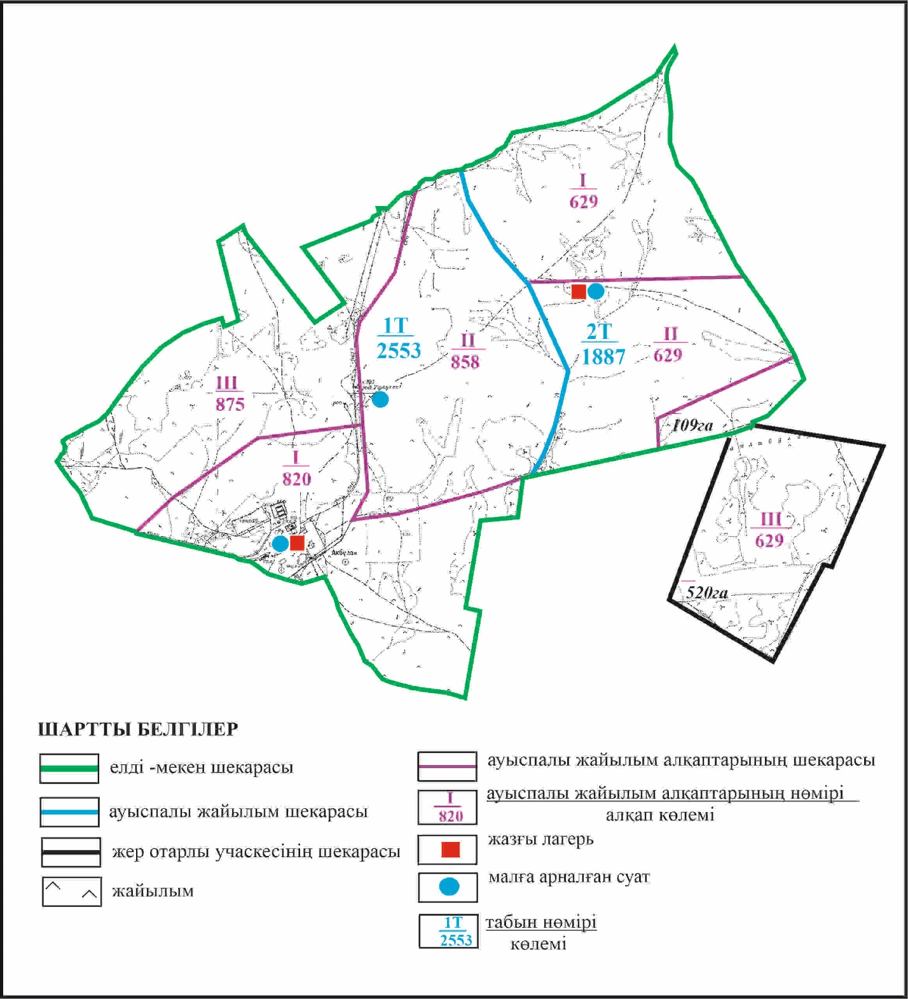 I
629
1Т
2553
II
858
2Т
1887
II
629
III
875
109га
I
820
III
629
Акбулак
520га
ШАРТТЫ БЕЛГІЛЕР
елді -мекен шекарасы
ауыспалы жайылым шекарасы
жер отарлы учаскесінің шекарасы
жайылым
ауыспалы жайылым алқаптарының шекарасы
I
820
ауыспалы жайылым алқаптарының нөмірі
алқап көлемі
жазғы лагерь
малға арналған суат
1Т
2553
табын нөмірі
көлемі